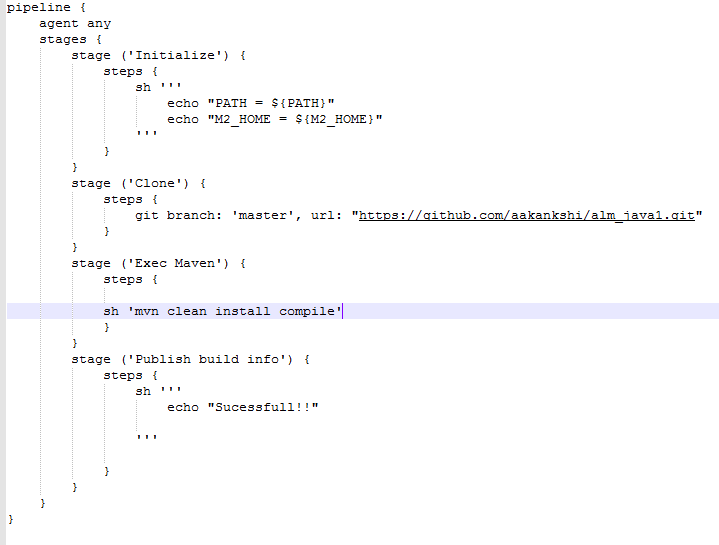 pipeline {
    agent any
    stages {
        stage ('Initialize') {
            steps {
                sh '''
                    echo "PATH = ${PATH}"
                    echo "M2_HOME = ${M2_HOME}"
                '''
            }
        }
        stage ('Clone') {
            steps {
                git branch: 'master', url: "https://github.com/aakankshi/alm_java1.git"
            }
        }
        stage ('Exec Maven') {
            steps {
            sh 'mvn clean install compile'
            }
        }
        stage ('Publish build info') {
            steps {
                sh '''
                    echo "Sucessfull!!"
                '''
            }
        }
    }
}